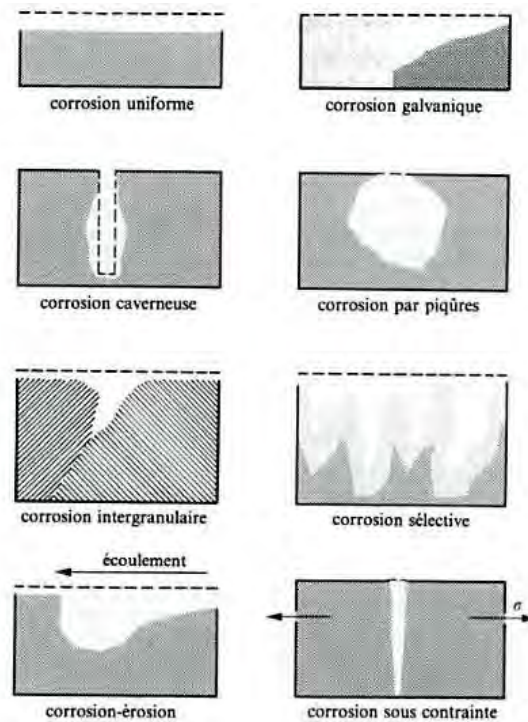 corrosion uniforme
corrosion galvanique
corrosion caverneuse
corrosion par piqûres
corrosion intergranulaire
corrosion sélective
écoulement
σ
corrosion-érosion
corrosion sous contrainte